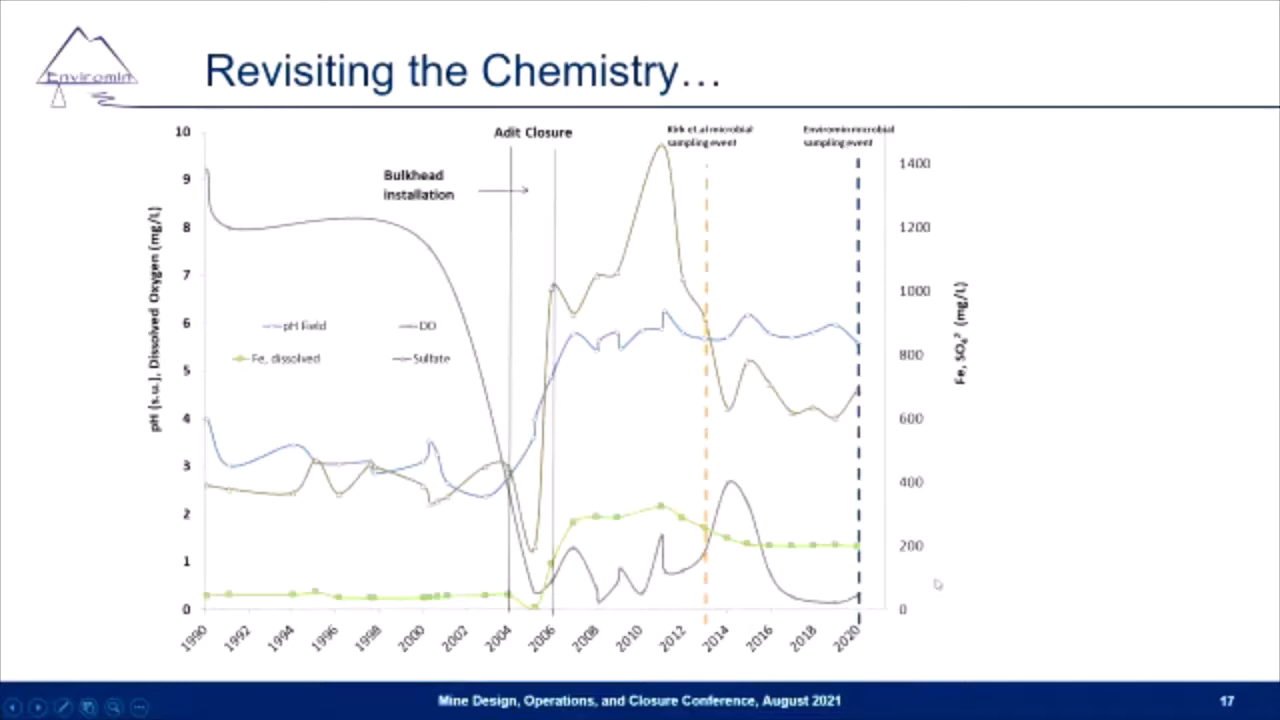 Enviromin
Revisiting the Chemistry…
Adit Closure
Kirk et.al microbial
sampling event
Enviromin microbial
sampling event
Bulkhead
installation
10
9
8
7
6
5
4
3
2
1
0
pH (s.u.), Dissolved Oxygen (mg/L)
pH Field
DO
Fe, dissolved
Sulfate
1400
1200
1000
800
600
400
200
0
Fe, SO₄² (mg/L)
1990 1992 1994 1996 1998 2000 2002 2004 2006 2008 2010 2012 2014 2016 2018 2020
Mine Design, Operations, and Closure Conference, August 2021
17